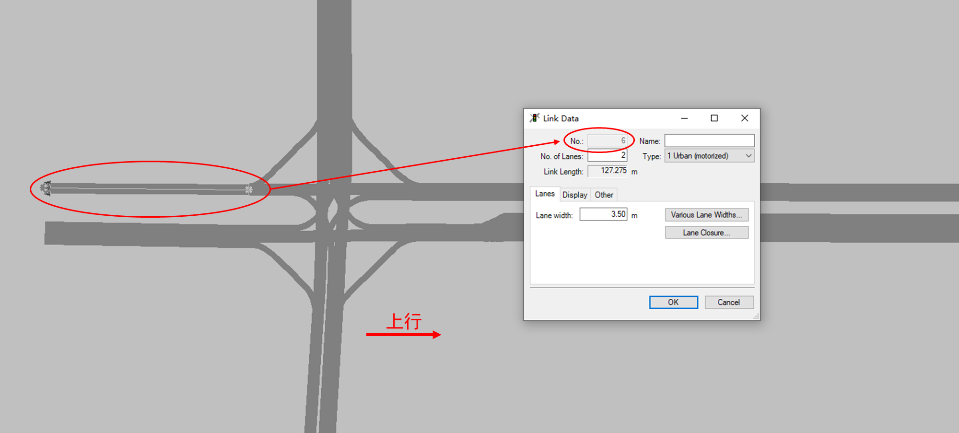 Link Data
No.: 6 Name:
No. of Lanes: 2 Type: 1 Urban (motorized)
Link Length: 127.275 m
Lanes Display Other
Lane width: 3.50 m Various Lane Widths...
Lane Closure...
OK Cancel
上行